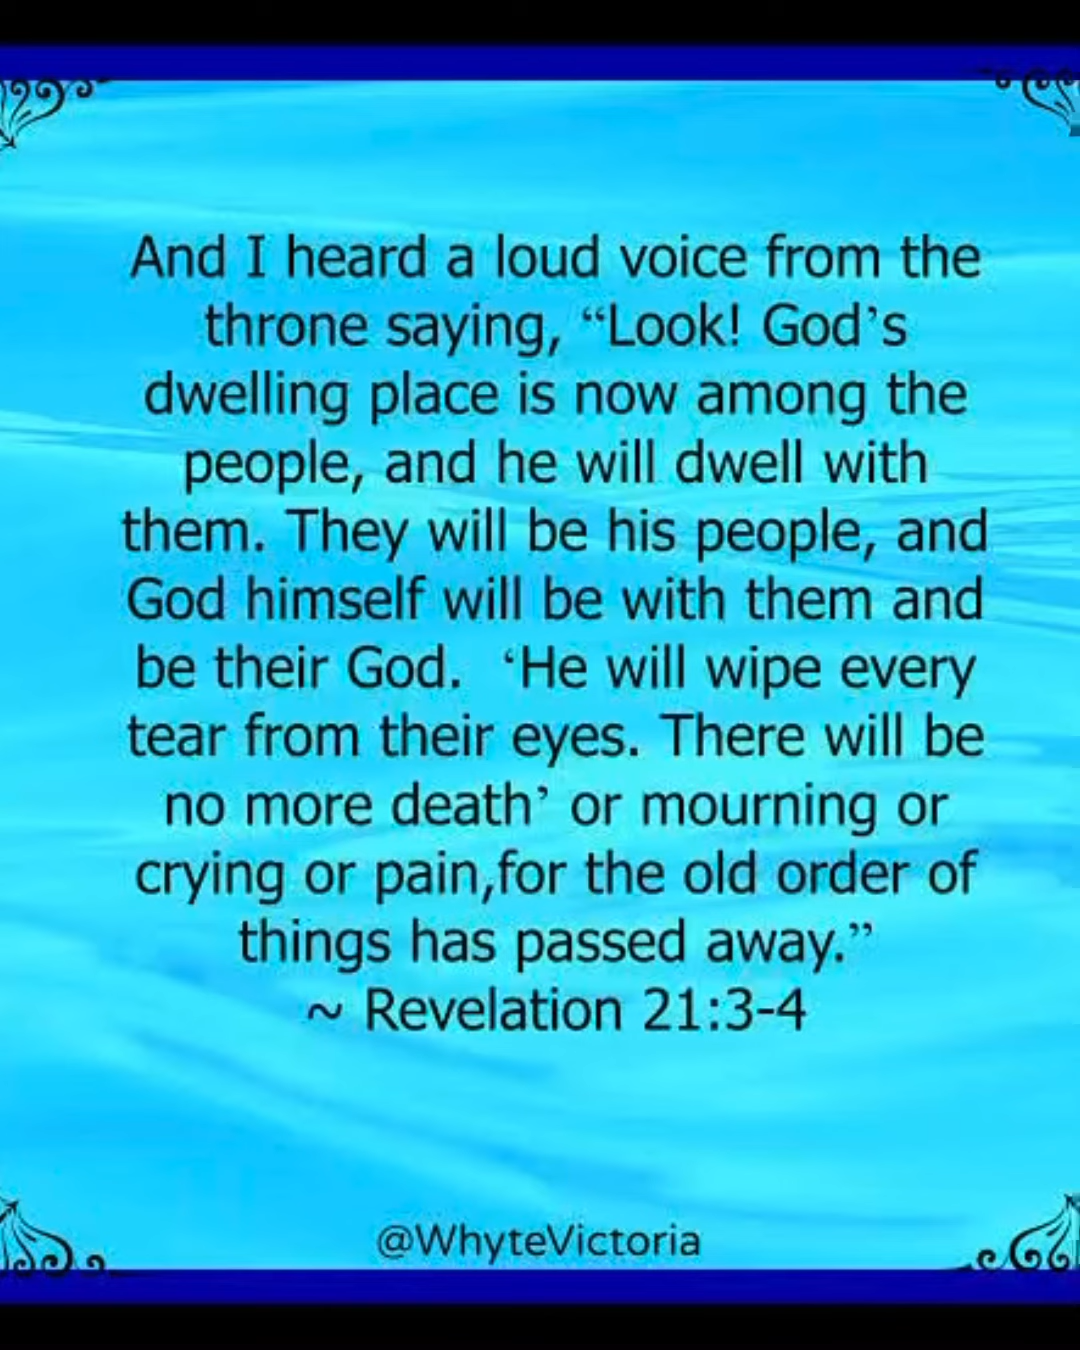 And I heard a loud voice from the
throne saying, “Look! God’s
dwelling place is now among the
people, and he will dwell with
them. They will be his people, and
God himself will be with them and
be their God.  ‘He will wipe every
tear from their eyes. There will be
no more death’ or mourning or
crying or pain,for the old order of
things has passed away.”
~ Revelation 21:3-4
@WhyteVictoria